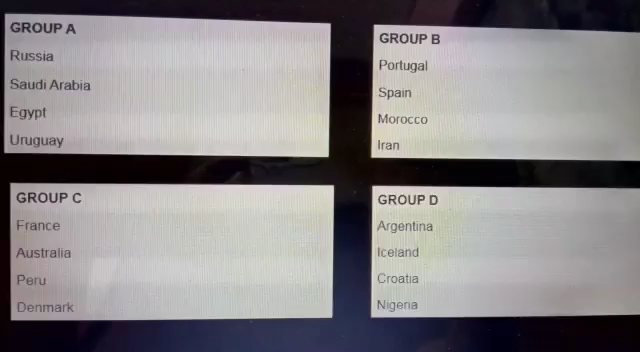 GROUP A
Russia
Saudi Arabia
Egypt
Uruguay
GROUP B
Portugal
Spain
Morocco
Iran
GROUP C
France
Australia
Peru
Denmark
GROUP D
Argentina
Iceland
Croatia
Nigeria